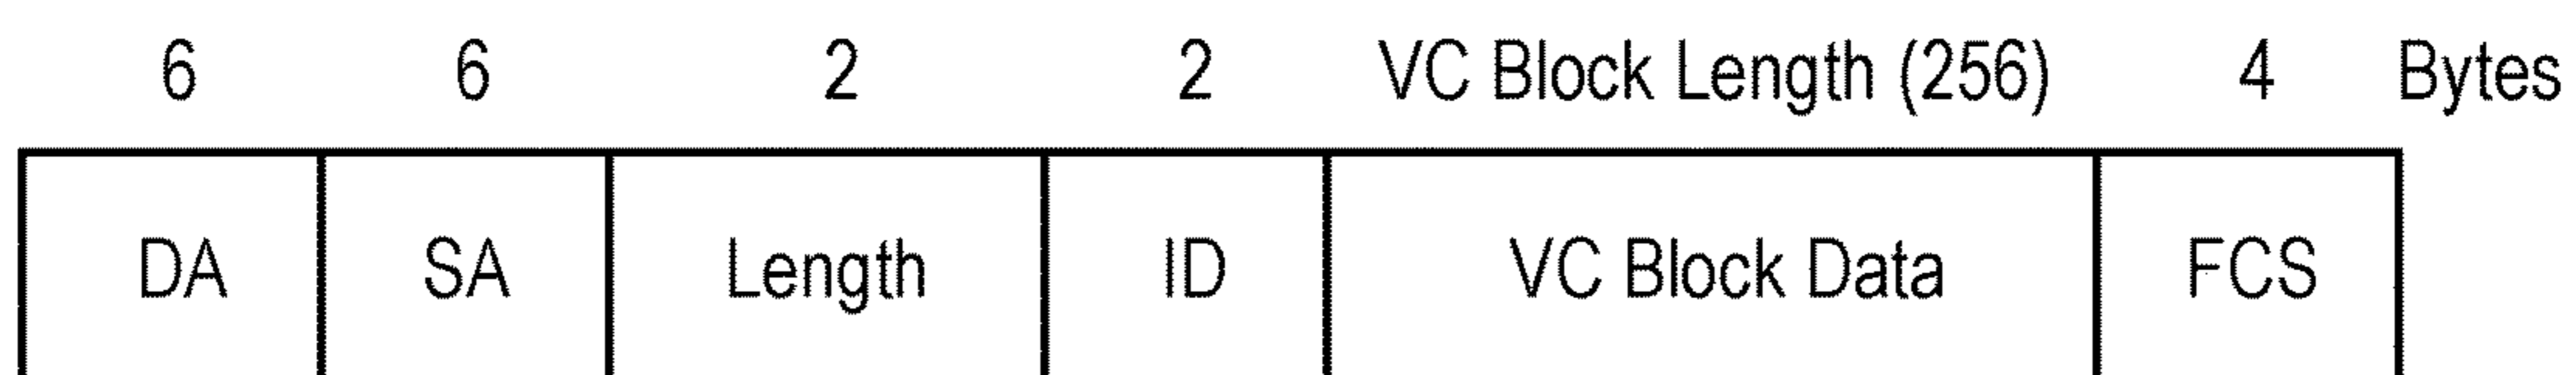 6 6 2 2 VC Block Length (256) 4 Bytes
DA SA Length ID VC Block Data FCS